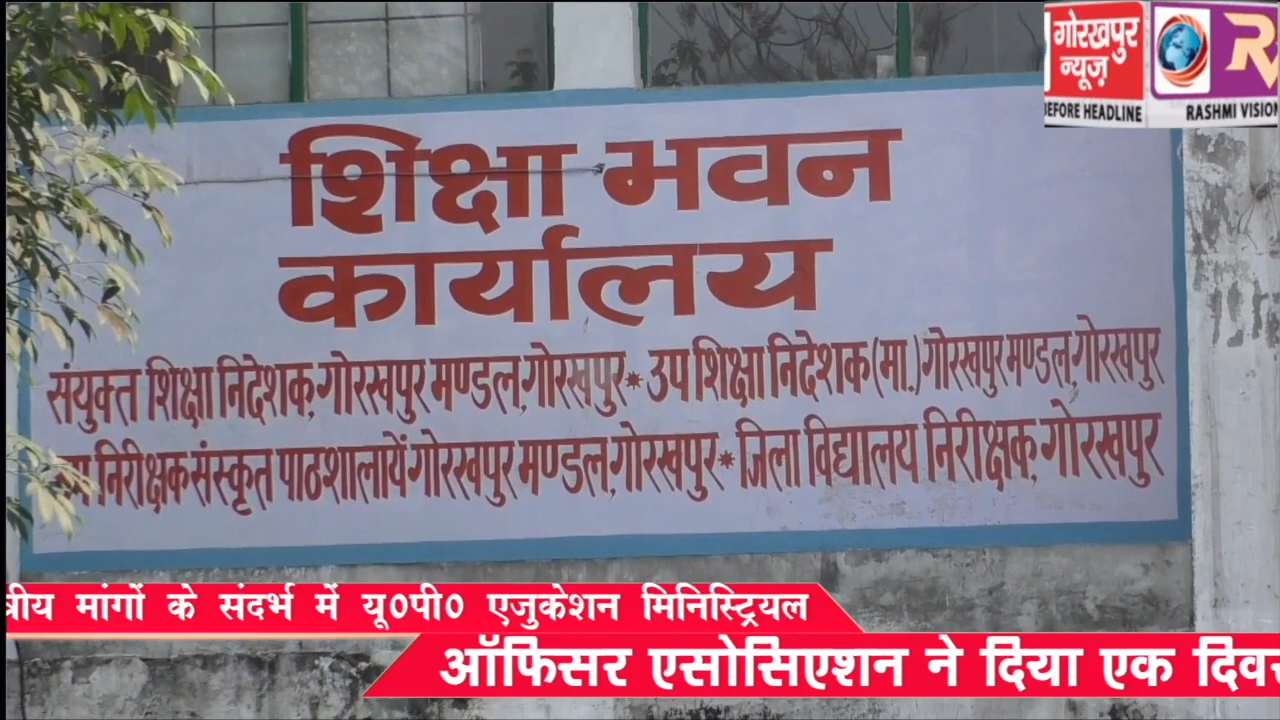 गोरखपुर
न्यूज़
BEFORE HEADLINE
RASHMI VISION
शिक्षा भवन
कार्यालय
संयुक्त शिक्षा निदेशक,गोरखपुर मण्डल,गोरखपुर * उप शिक्षा निदेशक(मा.)गोरखपुर मण्डल,गोरखपुर
निरीक्षक संस्कृत पाठशालायें गोरखपुर मण्डल,गोरखपुर * जिला विद्यालय निरीक्षक,गोरखपुर
मांगों के संदर्भ में यू0पी0 एजुकेशन मिनिस्ट्रियल
ऑफिसर एसोसिएशन ने दिया एक